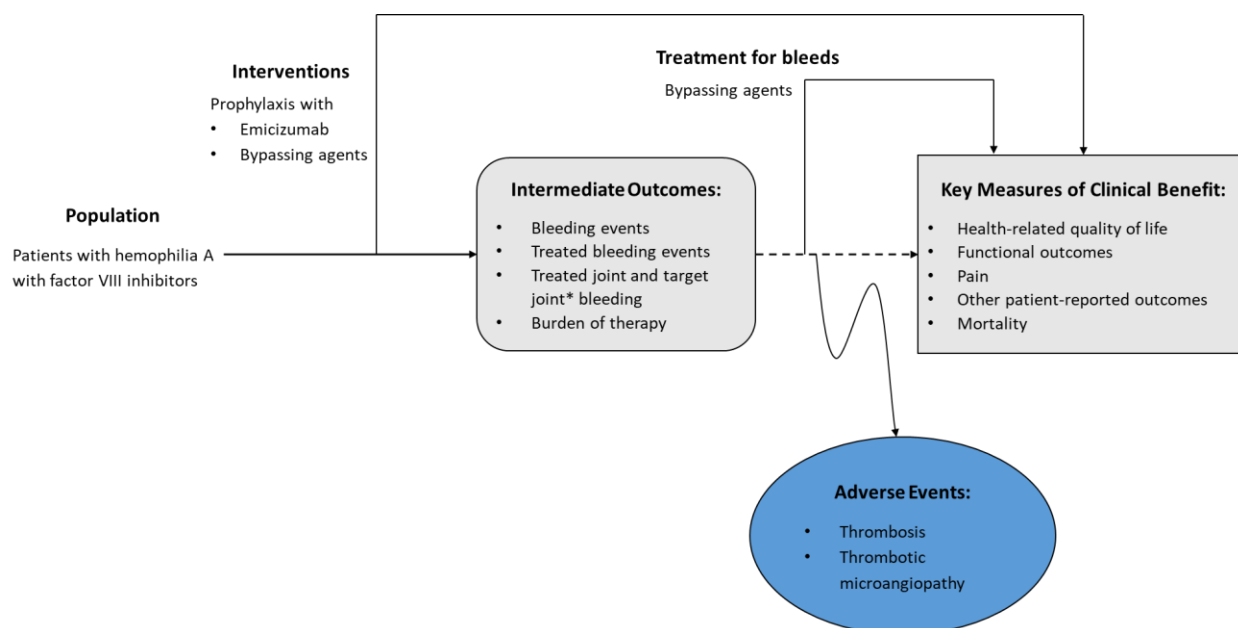 Interventions
Prophylaxis with
• Emicizumab
• Bypassing agents
Treatment for bleeds
Bypassing agents
Population
Patients with hemophilia A
with factor VIII inhibitors
Intermediate Outcomes:
• Bleeding events
• Treated bleeding events
• Treated joint and target
joint* bleeding
• Burden of therapy
Key Measures of Clinical Benefit:
• Health-related quality of life
• Functional outcomes
• Pain
• Other patient-reported outcomes
• Mortality
Adverse Events:
• Thrombosis
• Thrombotic
microangiopathy